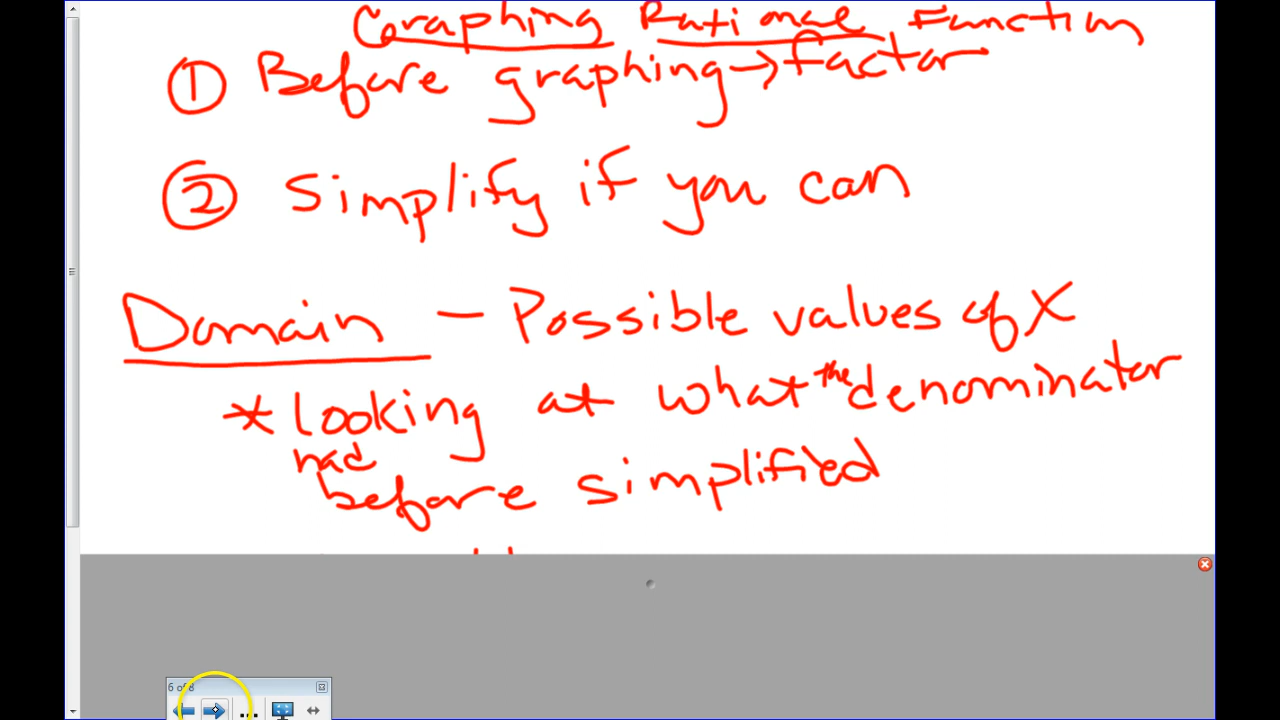 Graphing Rational Function
① Before graphing → factor
② Simplify if you can
Domain – Possible values of X
* looking at what the denominator
had
before simplified
6 of 8